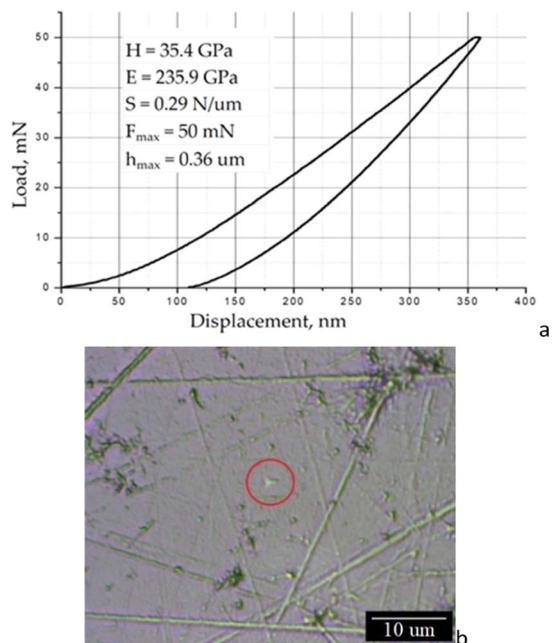 50
40
30
20
10
0
Load, mN
H = 35.4 GPa
E = 235.9 GPa
S = 0.29 N/um
Fmax = 50 mN
hmax = 0.36 um
0 50 100 150 200 250 300 350 400
Displacement, nm
a
10 um
b